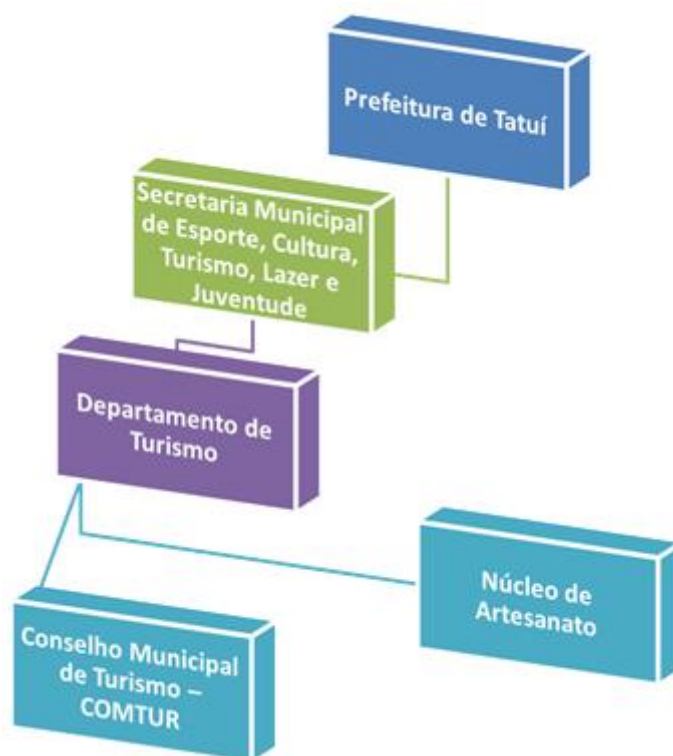 Prefeitura de Tatuí
Secretaria Municipal
de Esporte, Cultura,
Turismo, Lazer e
Juventude
Departamento de
Turismo
Núcleo de
Artesanato
Conselho Municipal
de Turismo –
COMTUR